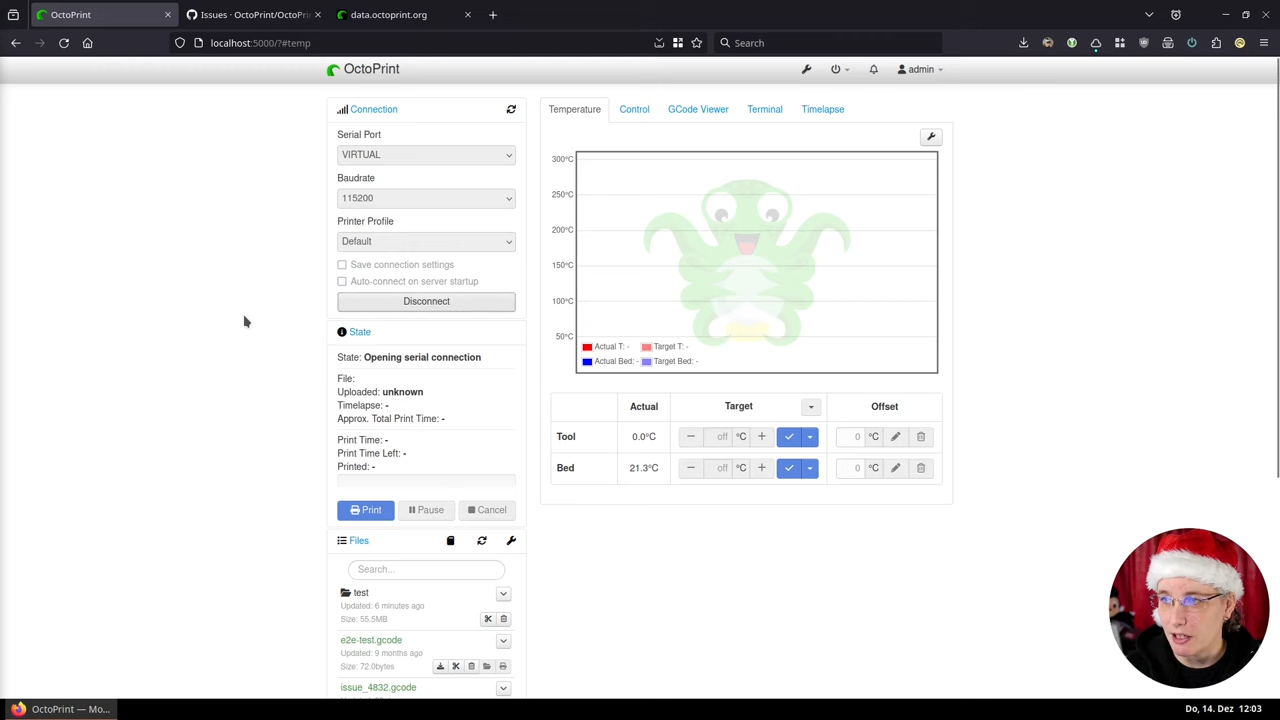 OctoPrint
Issues · OctoPrint/OctoPrin
data.octoprint.org
localhost:5000/?#temp
Search
OctoPrint
admin
Connection
Serial Port
VIRTUAL
Baudrate
115200
Printer Profile
Default
Save connection settings
Auto-connect on server startup
Disconnect
State
State: Opening serial connection
File:
Uploaded: unknown
Timelapse: -
Approx. Total Print Time: -
Print Time: -
Print Time Left: -
Printed: -
Print
Pause
Cancel
Files
Search...
test
Updated: 6 minutes ago
Size: 55.5MB
e2e-test.gcode
Updated: 9 months ago
Size: 72.0bytes
issue_4832.gcode
Temperature
Control
GCode Viewer
Terminal
Timelapse
300°C
250°C
200°C
150°C
100°C
50°C
Actual T: -
Target T: -
Actual Bed: -
Target Bed: -
Actual
Target
Offset
Tool
0.0°C
off
°C
0
°C
Bed
21.3°C
off
°C
0
°C
OctoPrint — Mo...
Do, 14. Dez 12:03